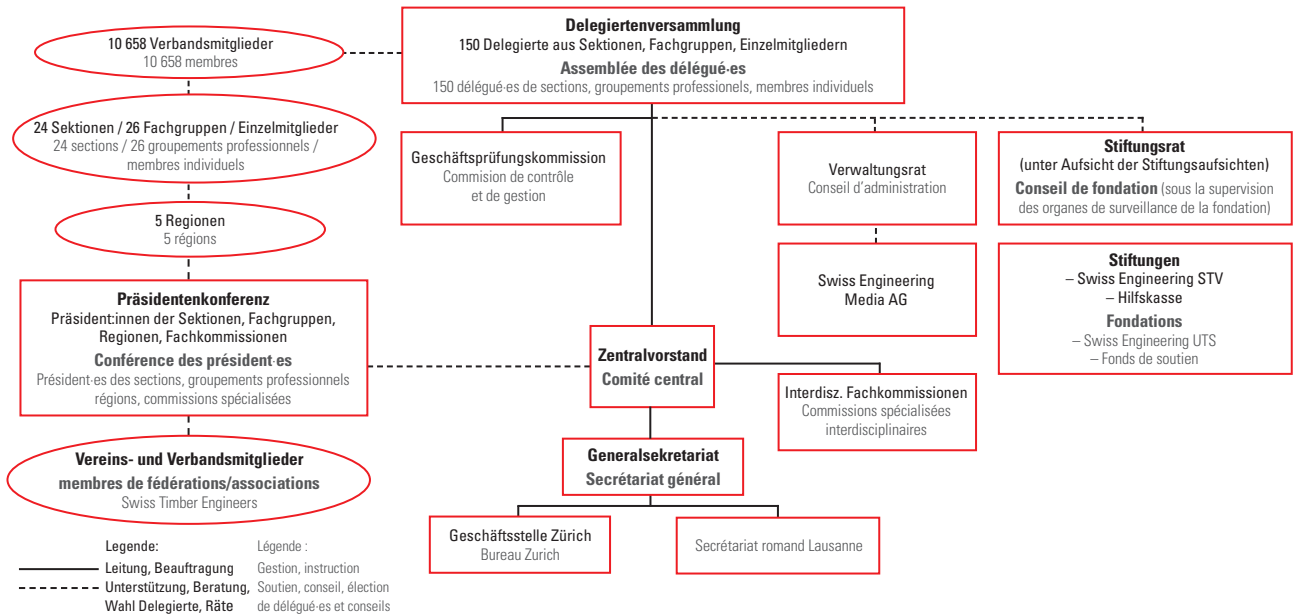 10 658 Verbandsmitglieder
10 658 membres
Delegiertenversammlung
150 Delegierte aus Sektionen, Fachgruppen, Einzelmitgliedern
Assemblée des délégué·es
150 délégué·es de sections, groupements professionels, membres individuels
24 Sektionen / 26 Fachgruppen / Einzelmitglieder
24 sections / 26 groupements professionnels /
membres individuels
Geschäftsprüfungskommission
Commision de contrôle
et de gestion
Verwaltungsrat
Conseil d’administration
Stiftungsrat
(unter Aufsicht der Stiftungsaufsichten)
Conseil de fondation (sous la supervision
des organes de surveillance de la fondation)
5 Regionen
5 régions
Swiss Engineering
Media AG
Stiftungen
– Swiss Engineering STV
– Hilfskasse
Fondations
– Swiss Engineering UTS
– Fonds de soutien
Präsidentenkonferenz
Präsident:innen der Sektionen, Fachgruppen,
Regionen, Fachkommissionen
Conférence des président·es
Président·es des sections, groupements professionnels
régions, commissions spécialisées
Zentralvorstand
Comité central
Interdisz. Fachkommissionen
Commissions spécialisées
interdisciplinaires
Vereins- und Verbandsmitglieder
membres de fédérations/associations
Swiss Timber Engineers
Generalsekretariat
Secrétariat général
Geschäftsstelle Zürich
Bureau Zurich
Secrétariat romand Lausanne
Legende: Légende :
Leitung, Beauftragung Gestion, instruction
Unterstützung, Beratung, Soutien, conseil, élection
Wahl Delegierte, Räte de délégué·es et conseils